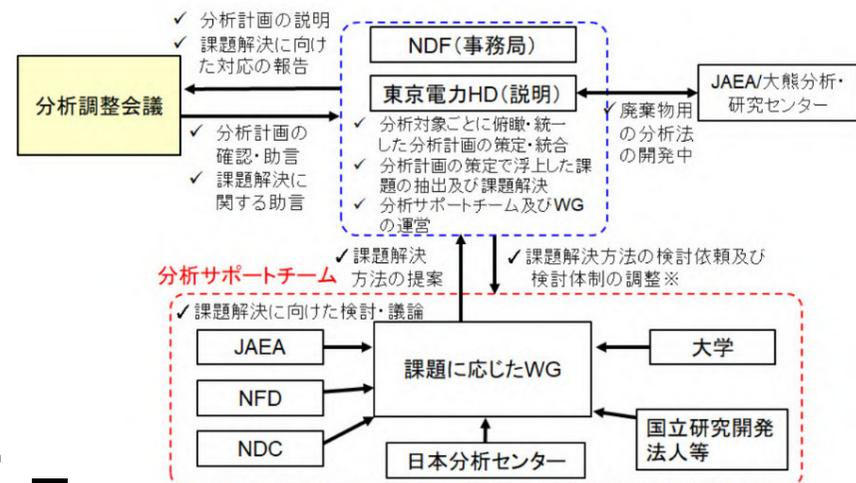 ✓ 分析計画の説明
✓ 課題解決に向け
た対応の報告
分析調整会議
✓ 分析計画の
確認・助言
✓ 課題解決に
関する助言
NDF(事務局)
東京電力HD(説明)
✓ 分析対象ごとに俯瞰・統一
した分析計画の策定・統合
✓ 分析計画の策定で浮上した課
題の抽出及び課題解決
✓ 分析サポートチーム及びWG
の運営
JAEA/大熊分析・
研究センター
✓廃棄物用
の分析法
の開発中
✓課題解決
方法の提案
✓課題解決方法の検討依頼及び
検討体制の調整※
分析サポートチーム
✓課題解決に向けた検討・議論
JAEA
NFD
NDC
課題に応じたWG
日本分析センター
大学
国立研究開発
法人等